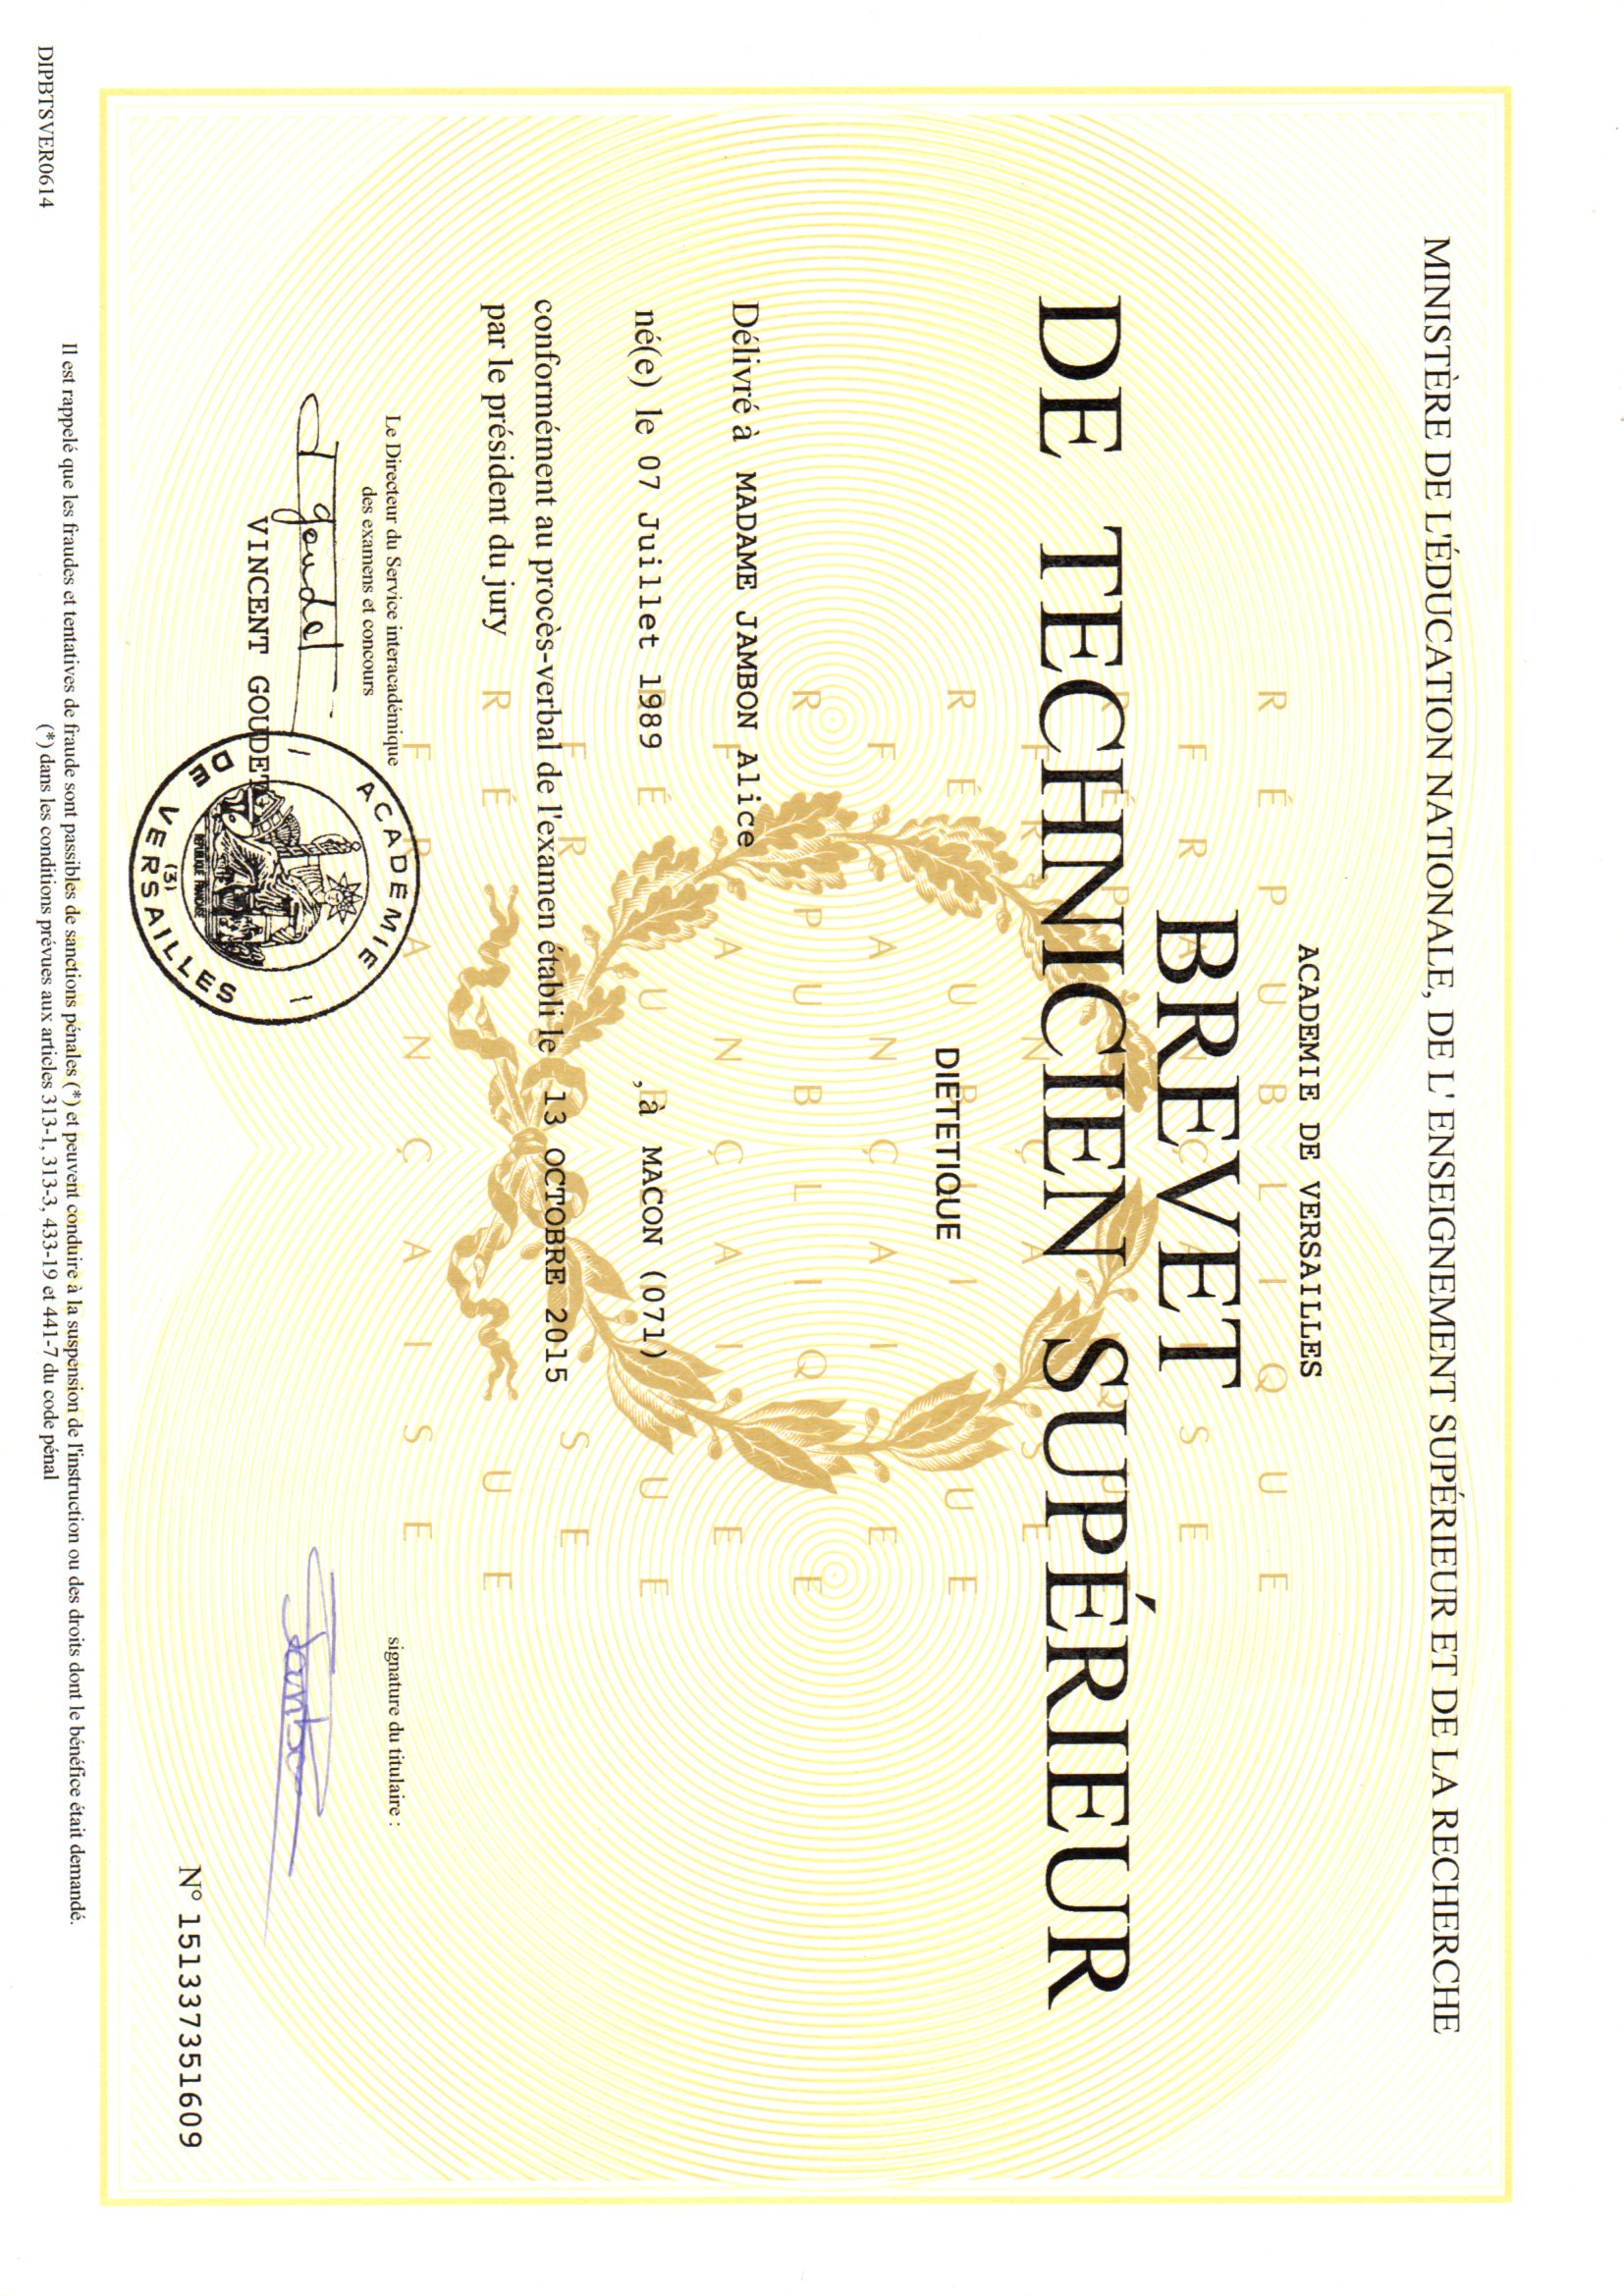 MINISTÈRE DE L'ÉDUCATION NATIONALE, DE L' ENSEIGNEMENT SUPÉRIEUR ET DE LA RECHERCHE
ACADEMIE DE VERSAILLES
RÉPUBLIQUE
FRANÇAISE
BREVET
DE TECHNICIEN SUPÉRIEUR
DIETETIQUE
Délivré à MADAME JAMBON Alice
né(e) le 07 Juillet 1989 , à MACON (071)
conformément au procès-verbal de l'examen établi le 13 OCTOBRE 2015
par le président du jury
Le Directeur du Service interacadémique
des examens et concours
signature du titulaire :
Goudet
Jambon
VINCENT GOUDET
ACADEMIE
DE VERSAILLES
REPUBLIQUE FRANCAISE
(3)
N° 151337351609
Il est rappelé que les fraudes et tentatives de fraude sont passibles de sanctions pénales (*) et peuvent conduire à la suspension de l'instruction ou des droits dont le bénéfice était demandé.
(*) dans les conditions prévues aux articles 313-1, 313-3, 433-19 et 441-7 du code pénal
DIPBTSVER0614